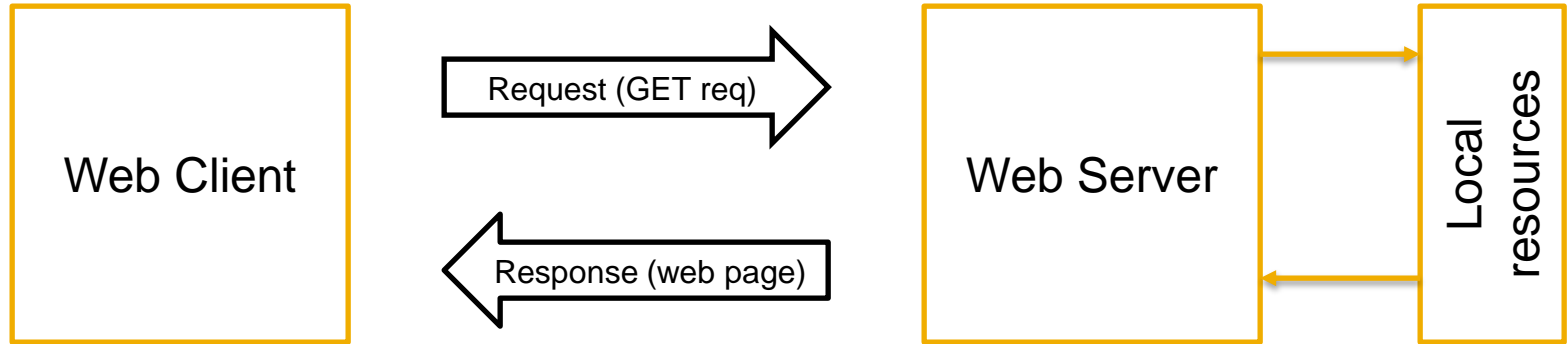 Request (GET req)
Web Client
Web Server
Local
resources
Response (web page)